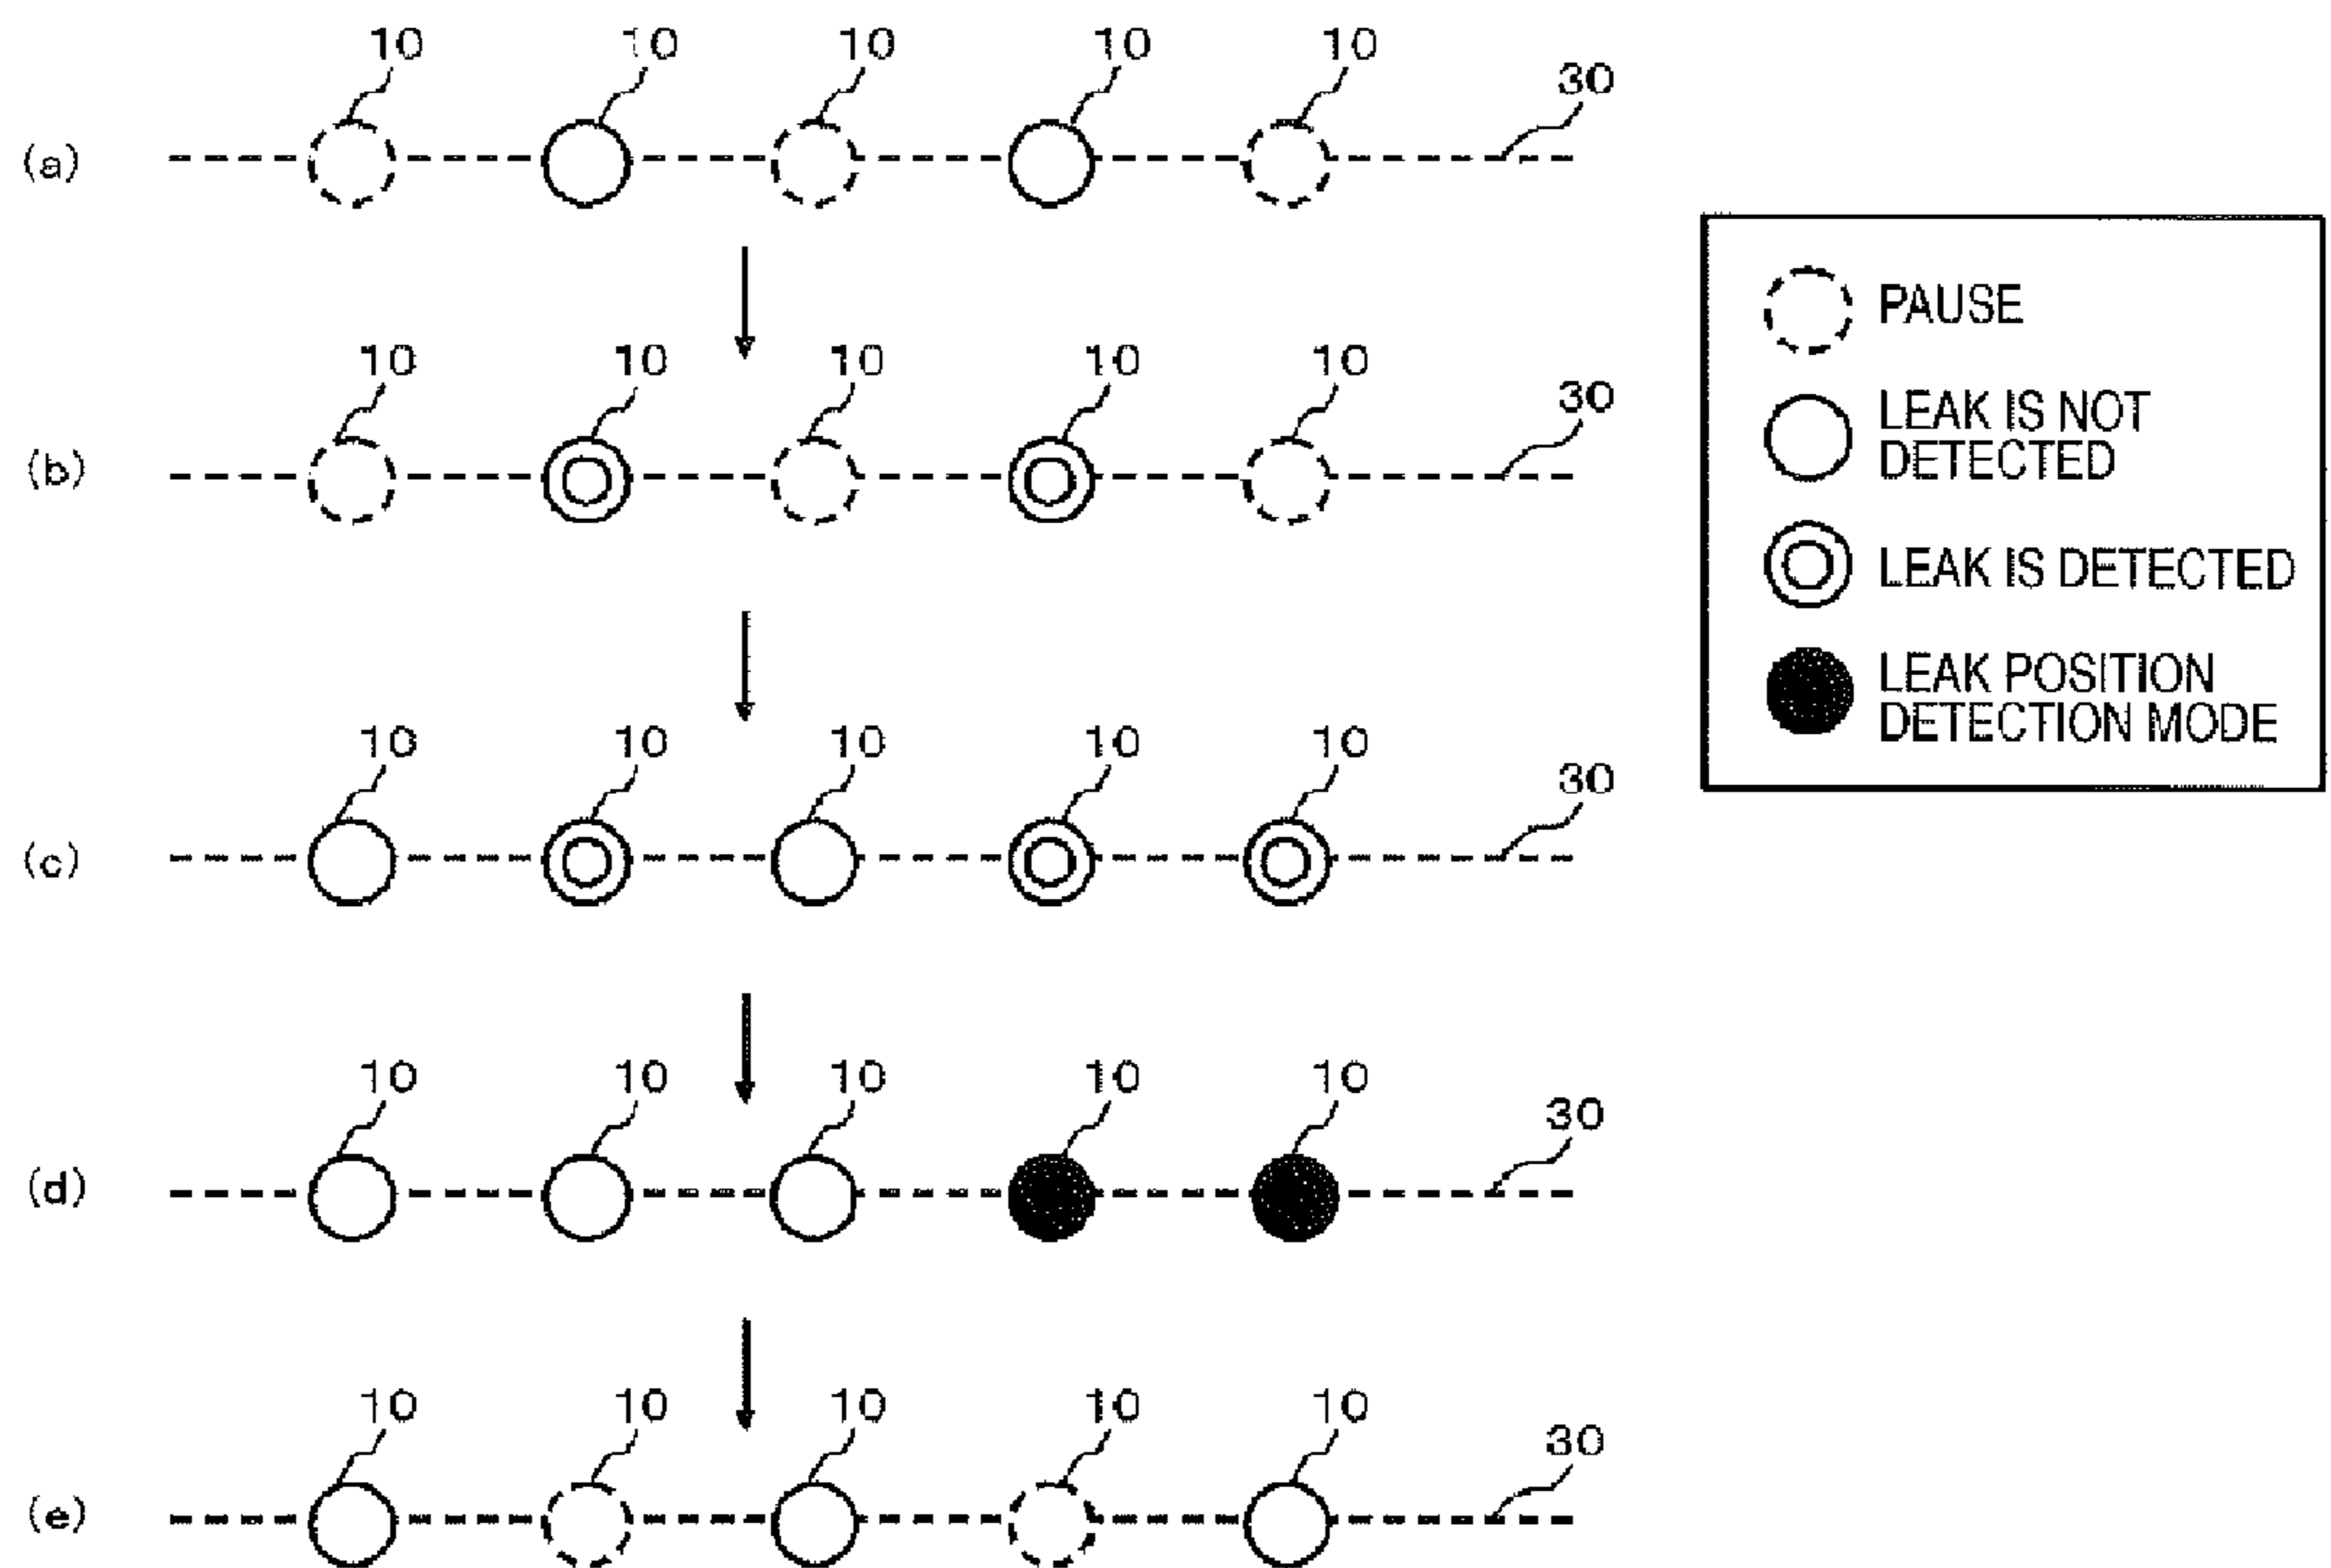 10 10 10 10 10
30
(a)
10 10 10 10 10
30
(b)
10 10 10 10 10
30
(c)
10 10 10 10 10
30
(d)
10 10 10 10 10
30
(e)
PAUSE
LEAK IS NOT
DETECTED
LEAK IS DETECTED
LEAK POSITION
DETECTION MODE